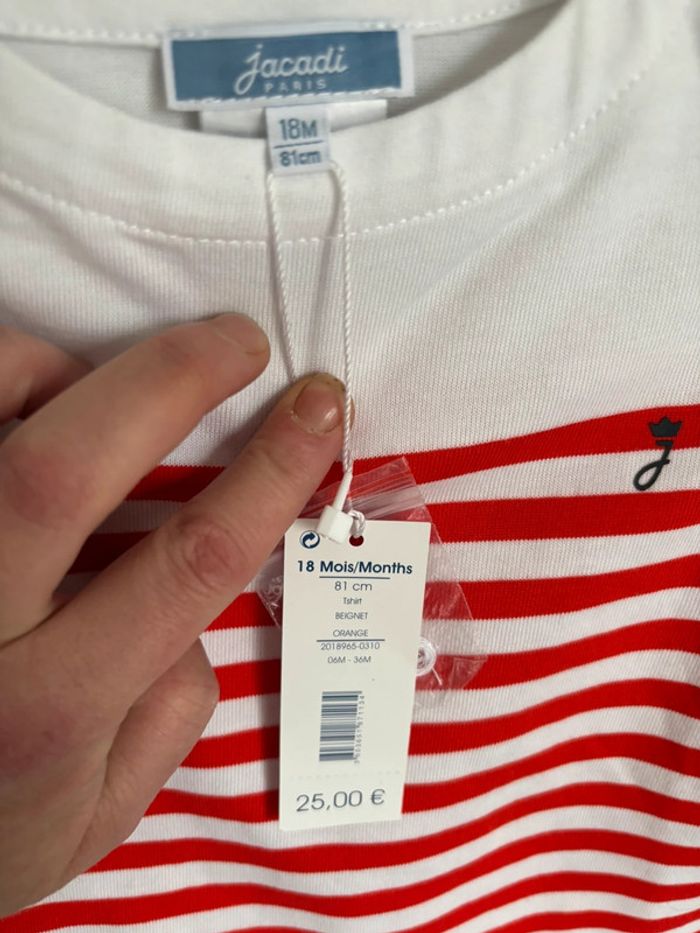 jacadi
PARIS
18M
81cm
18 Mois/Months
81 cm
Tshirt
BEIGNET
ORANGE
2018965-0310
06M - 36M
25,00 €
J